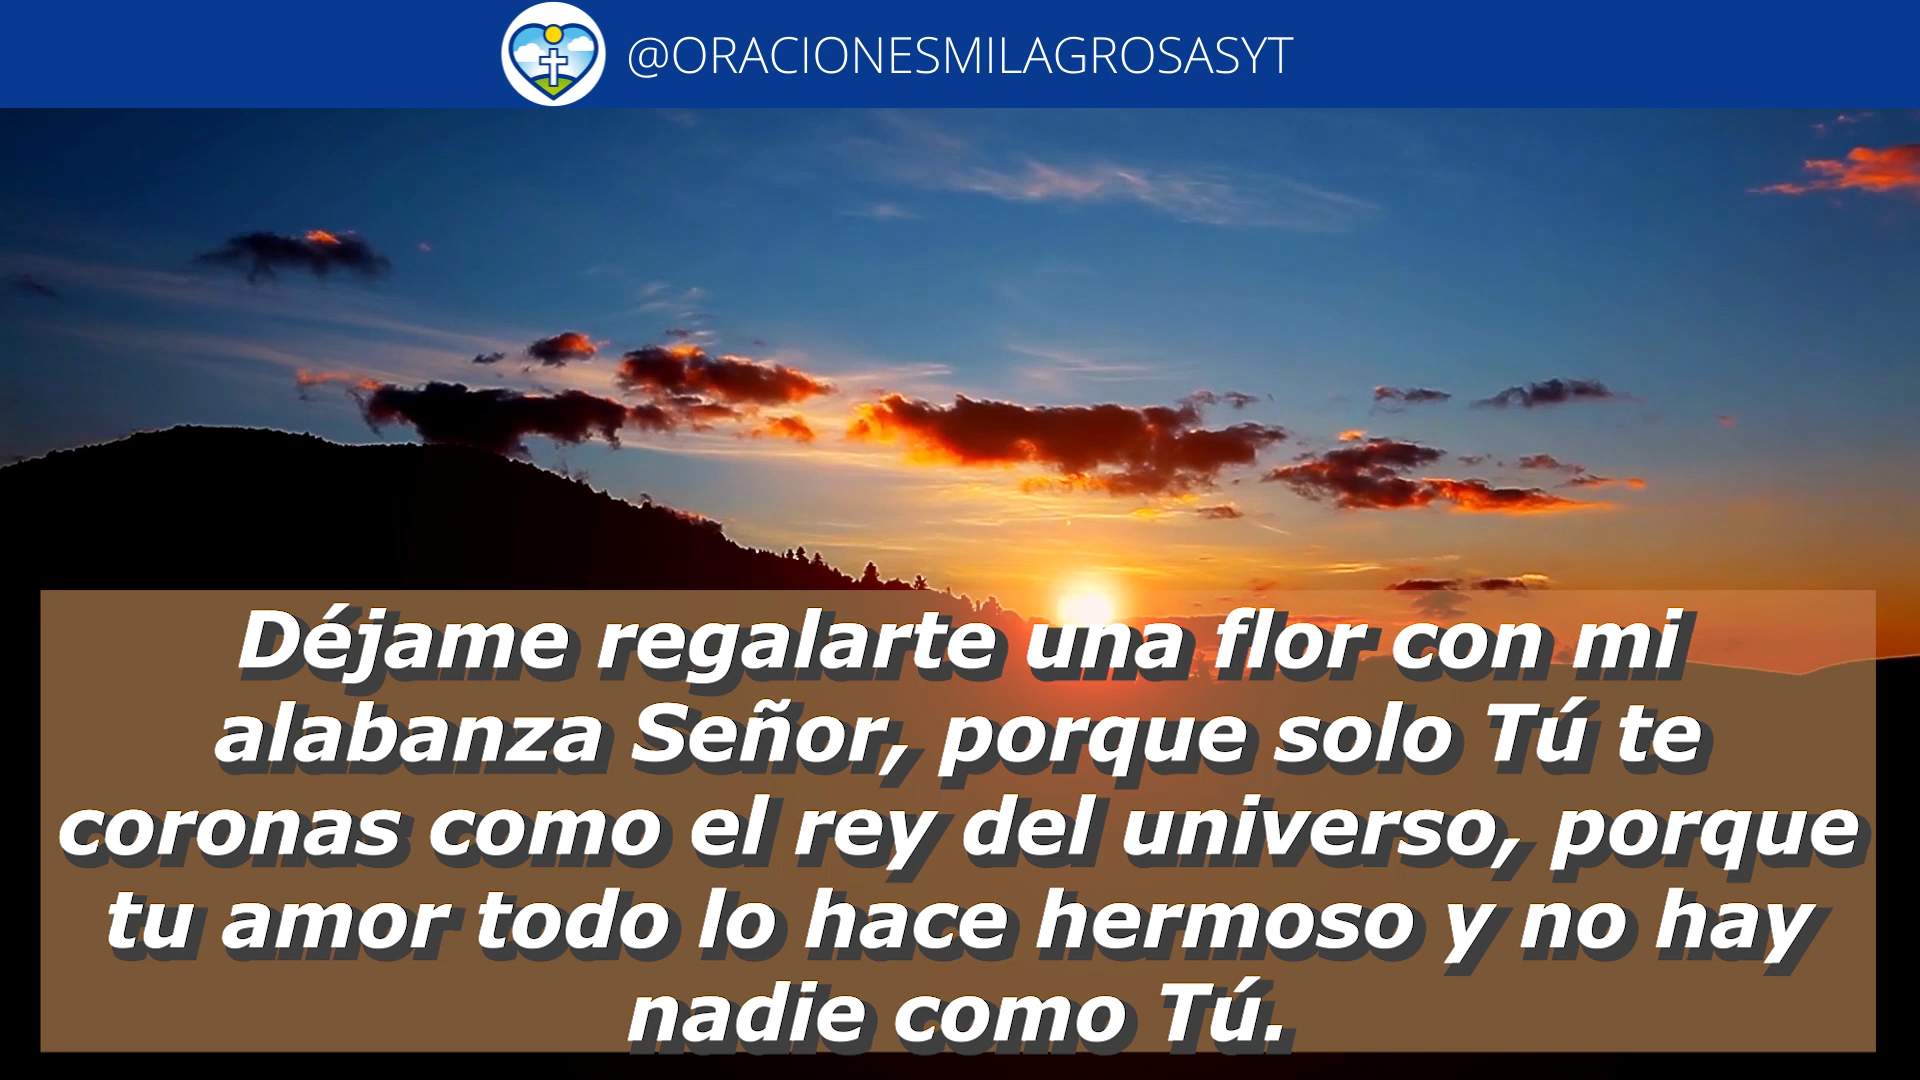 @ORACIONESMILAGROSASYT
Déjame regalarte una flor con mi
alabanza Señor, porque solo Tú te
coronas como el rey del universo, porque
tu amor todo lo hace hermoso y no hay
nadie como Tú.